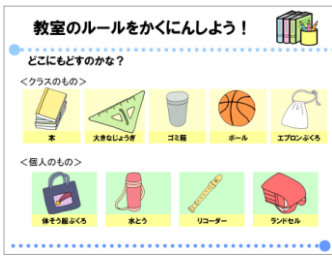 教室のルールをかくにんしよう！
どこにもどすのかな？
＜クラスのもの＞
本 大きなじょうぎ ゴミ箱 ボール エプロンぶくろ
＜個人のもの＞
体そう服ぶくろ 水とう リコーダー ランドセル